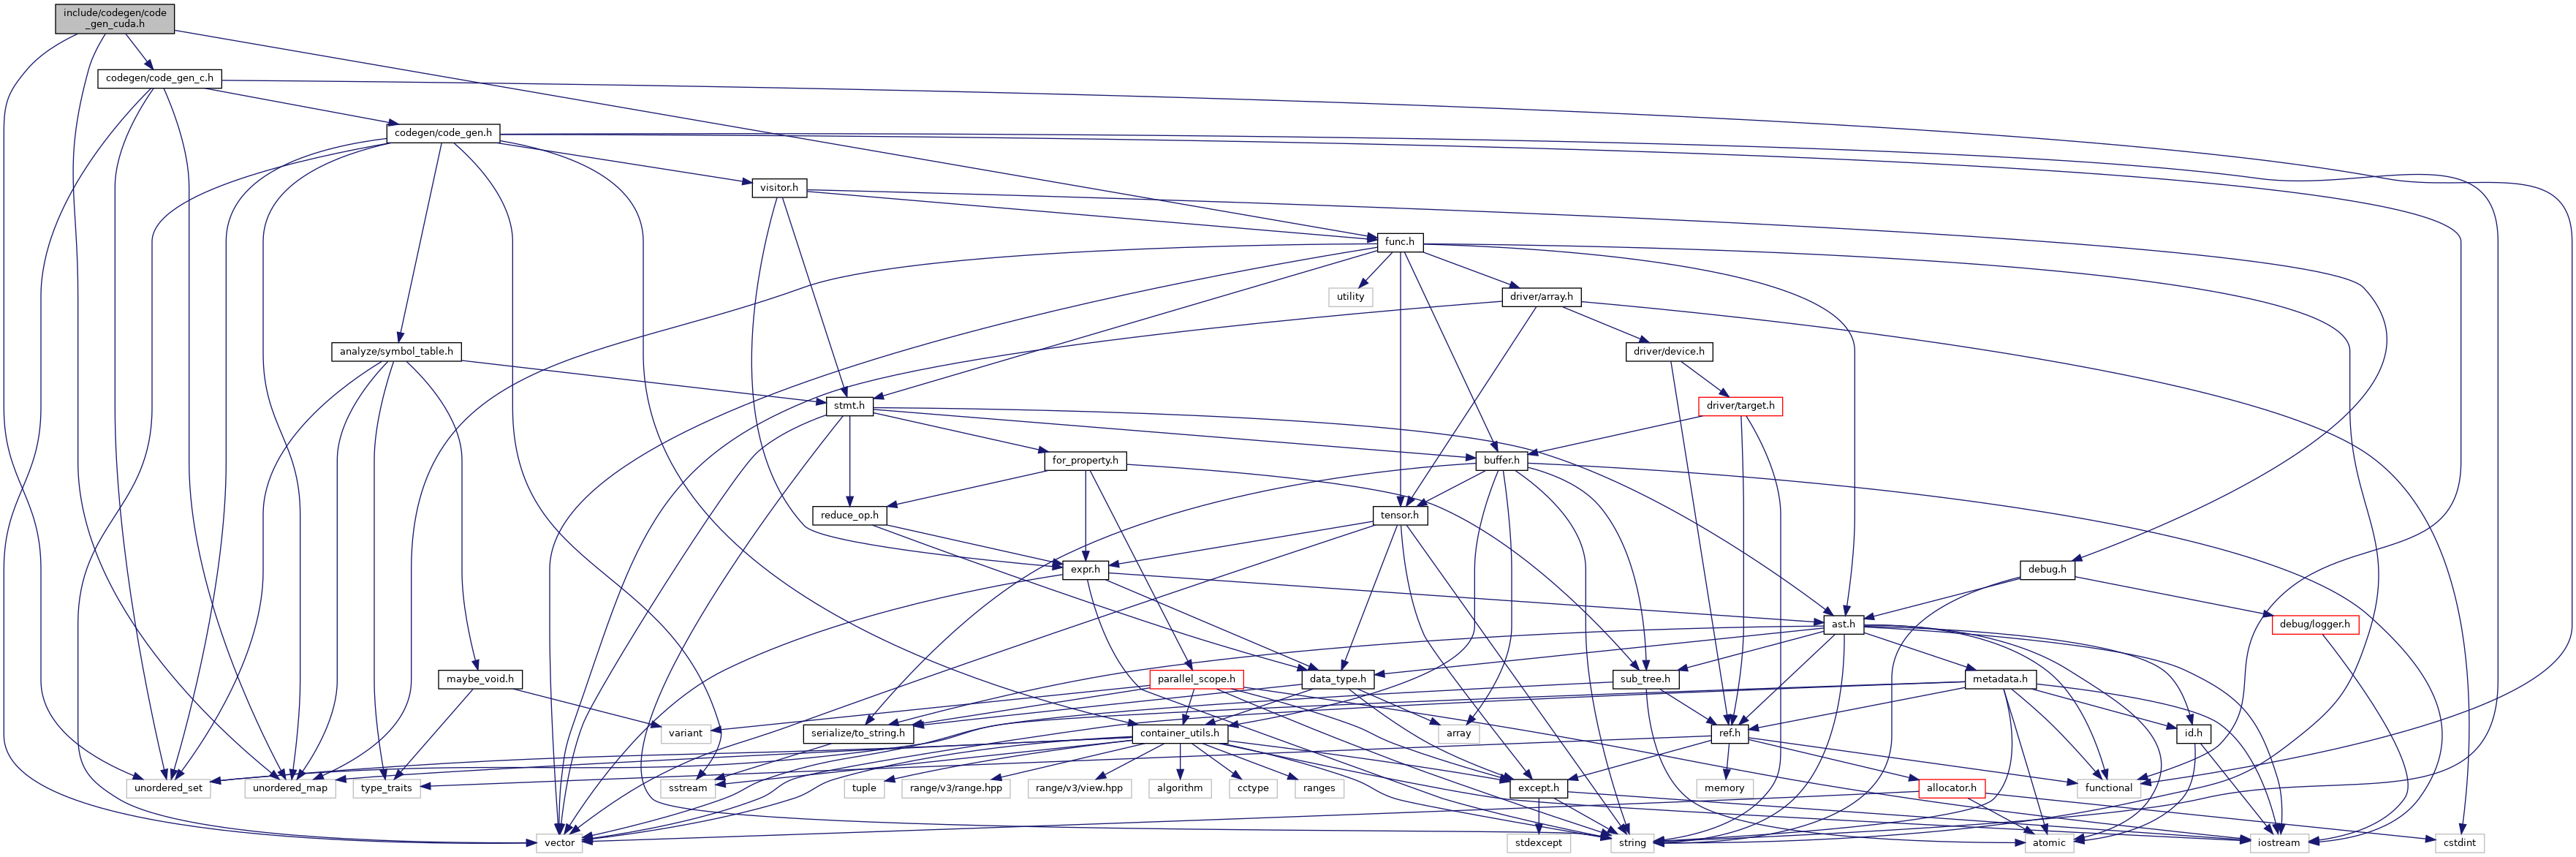 include/codegen/code
_gen_cuda.h
codegen/code_gen_c.h
codegen/code_gen.h
visitor.h
func.h
utility
driver/array.h
analyze/symbol_table.h
driver/device.h
stmt.h
driver/target.h
for_property.h
buffer.h
reduce_op.h
tensor.h
expr.h
debug.h
ast.h
debug/logger.h
maybe_void.h
parallel_scope.h
data_type.h
sub_tree.h
metadata.h
variant
serialize/to_string.h
container_utils.h
array
ref.h
id.h
unordered_set
unordered_map
type_traits
sstream
tuple
range/v3/range.hpp
range/v3/view.hpp
algorithm
cctype
ranges
except.h
memory
allocator.h
functional
vector
stdexcept
string
atomic
iostream
cstdint